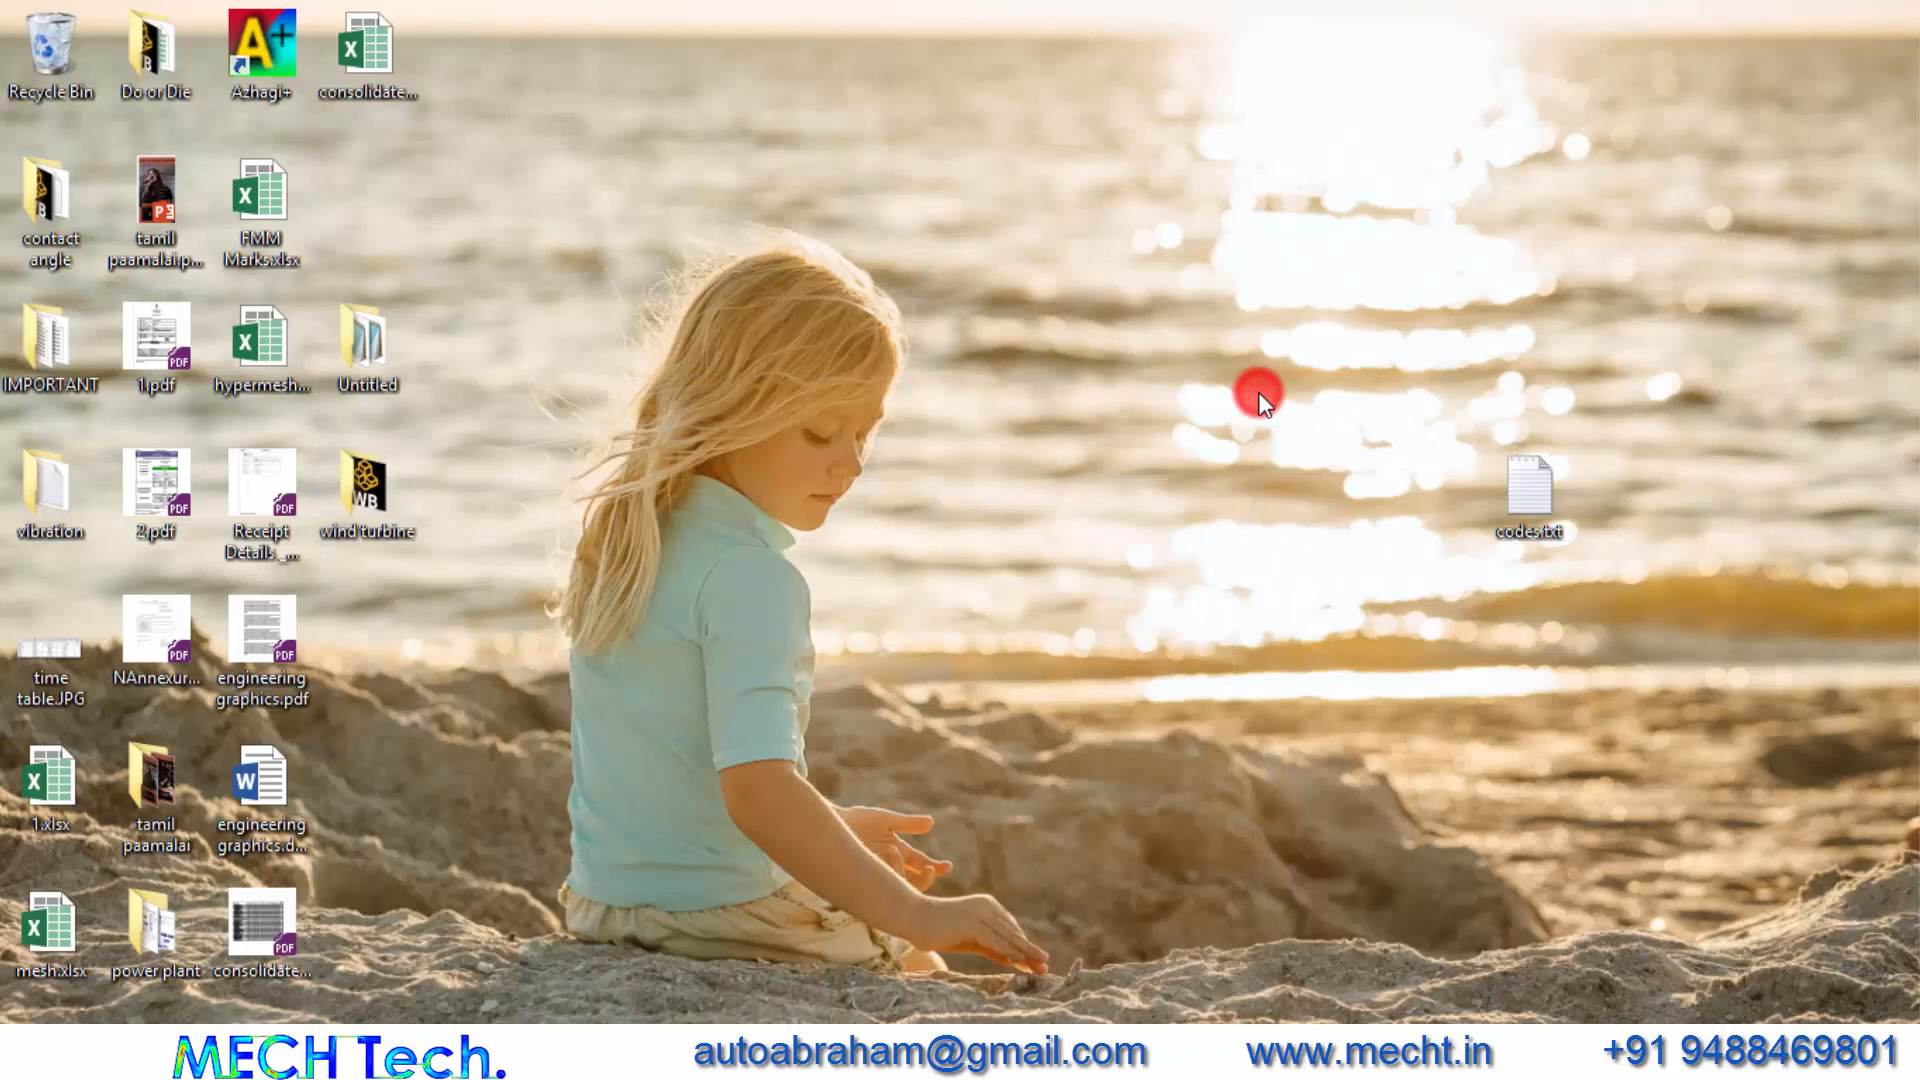 Recycle Bin
Do or Die
Azhagi+
consolidate...
contact
angle
tamil
paamalai.p...
FMM
Marks.xlsx
IMPORTANT
1.pdf
hypermesh...
Untitled
vibration
2.pdf
Receipt
Details_...
wind turbine
codes.txt
time
table.JPG
NAnnexur...
engineering
graphics.pdf
1.xlsx
tamil
paamalai
engineering
graphics.d...
mesh.xlsx
power plant
consolidate...
MECH Tech.
autoabraham@gmail.com
www.mecht.in
+91 9488469801